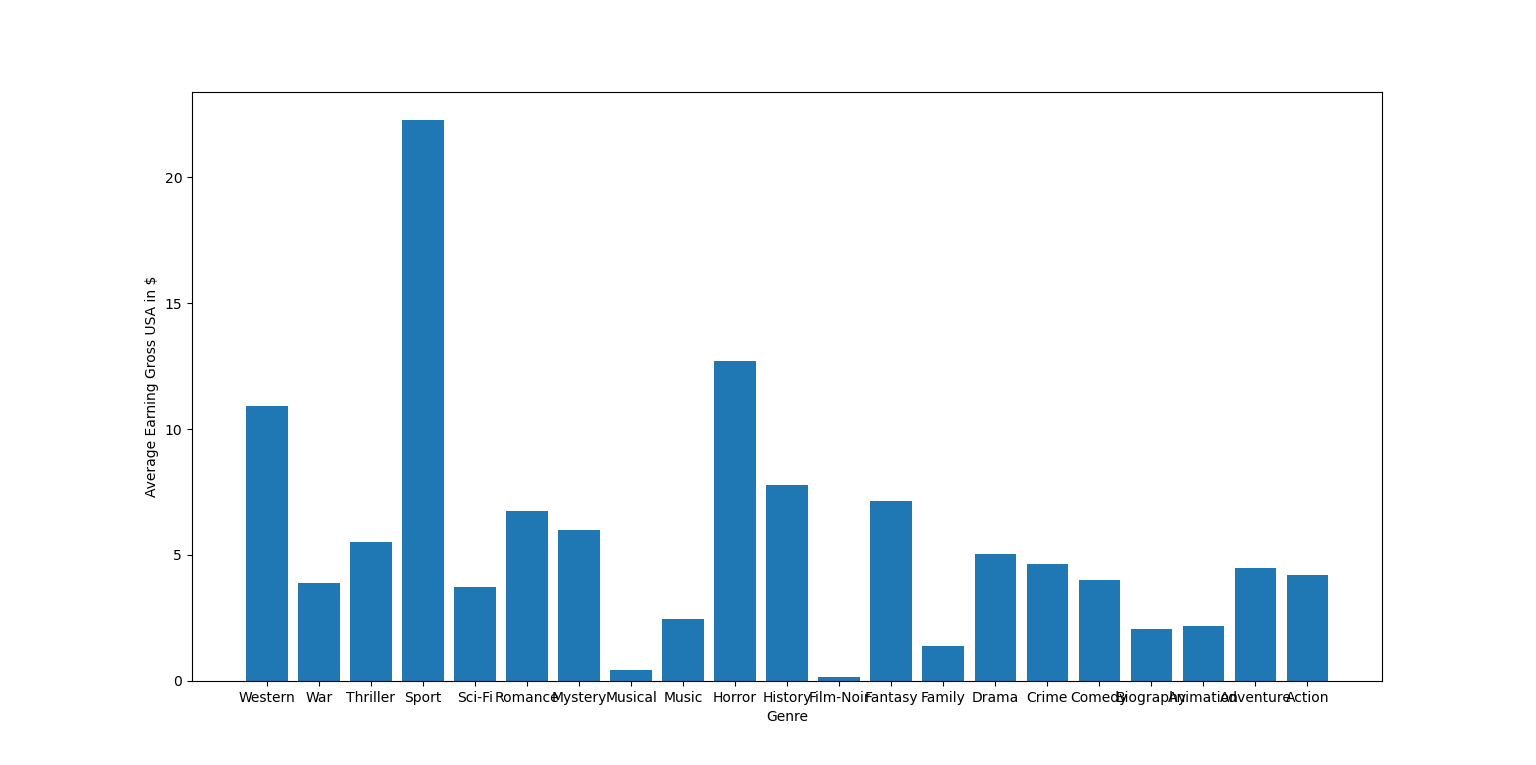 Average Earning Gross USA in $
20
15
10
5
0
Western War Thriller Sport Sci-Fi Romance Mystery Musical Music Horror History Film-Noir Fantasy Family Drama Crime Comedy Biography Animation Adventure Action
Genre